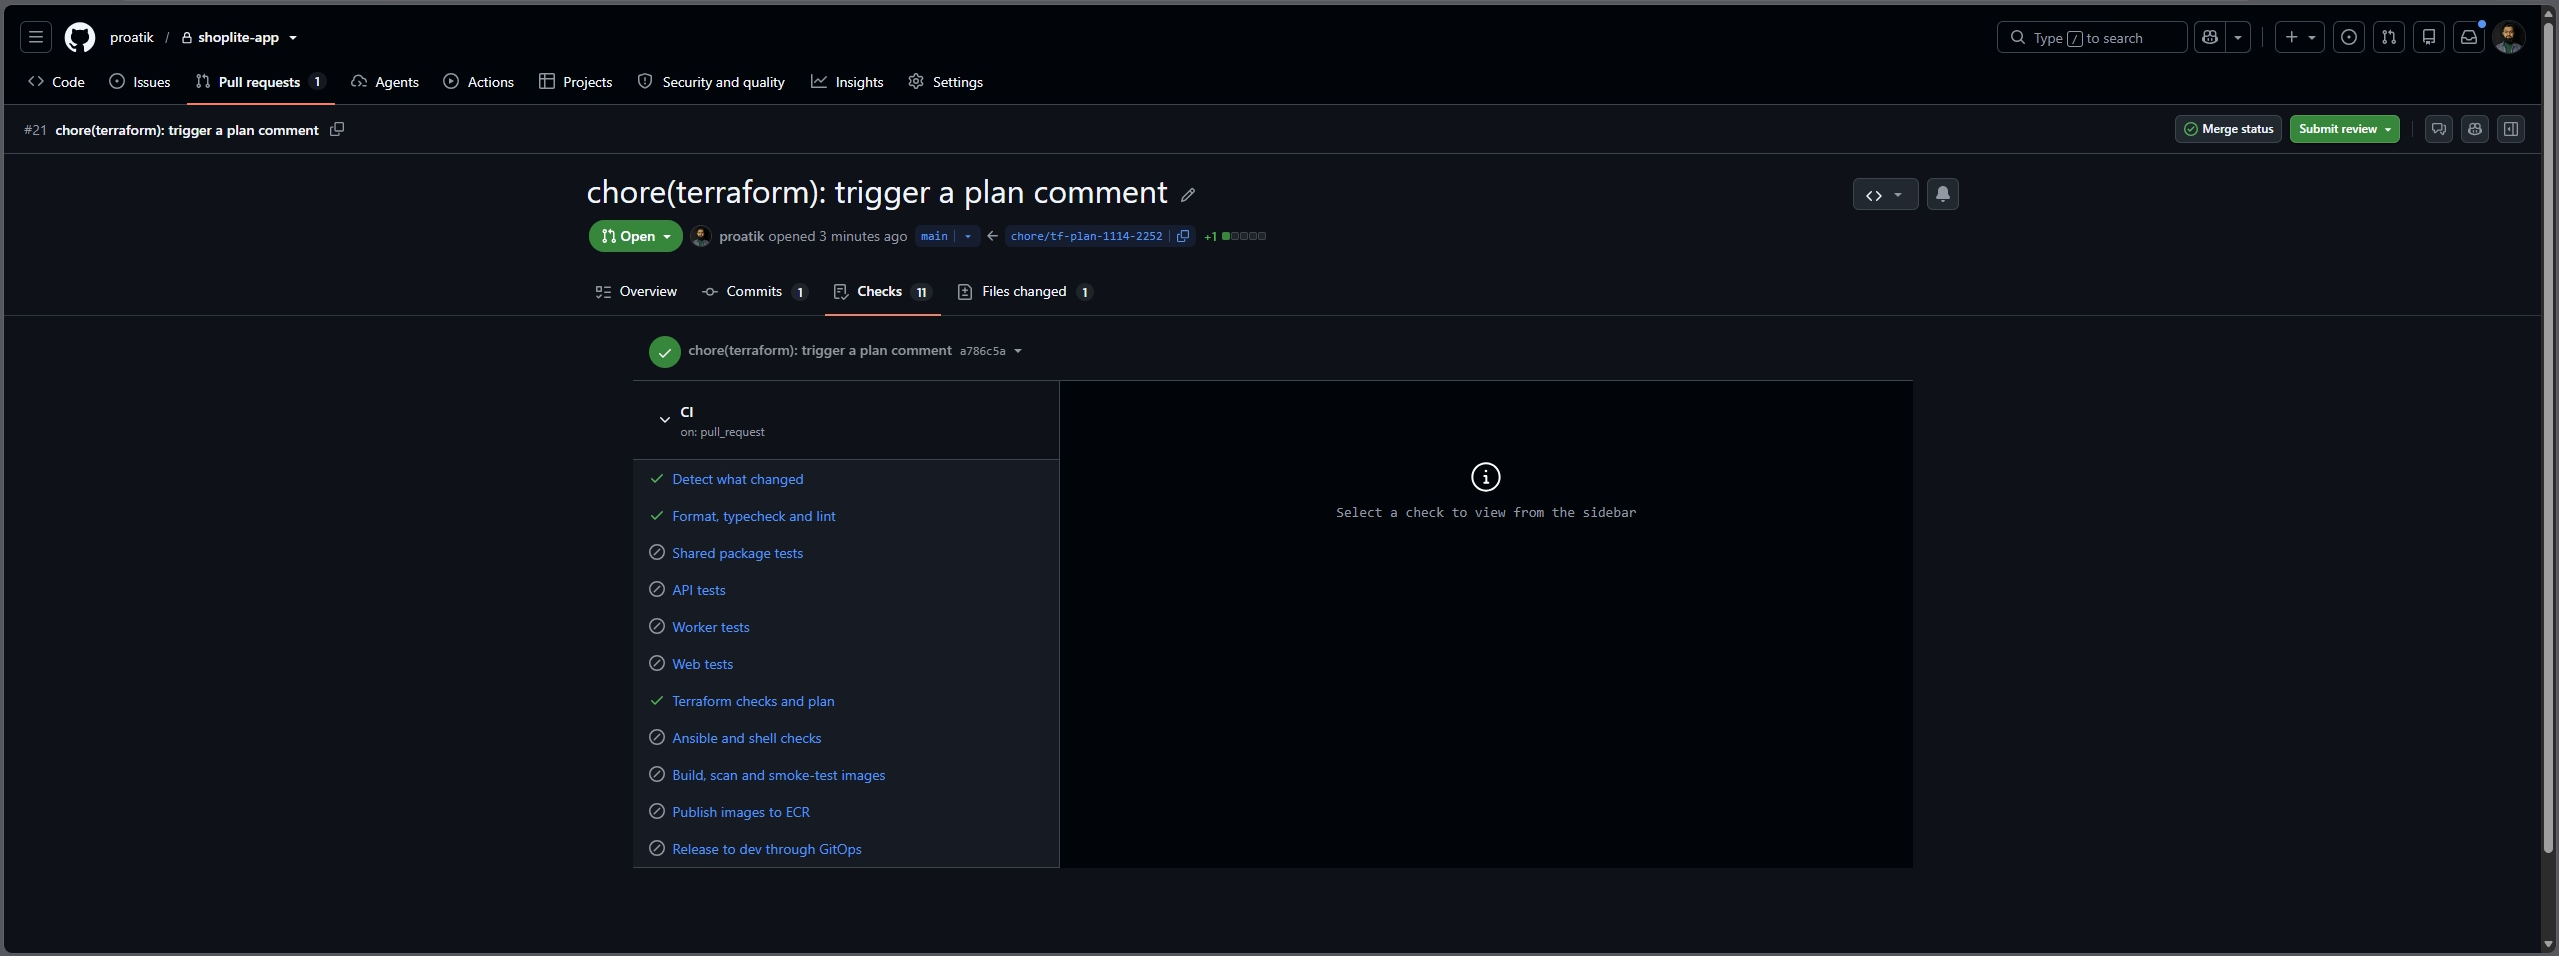 proatik / shoplite-app
Type / to search
Code Issues Pull requests 1 Agents Actions Projects Security and quality Insights Settings
#21 chore(terraform): trigger a plan comment
Merge status Submit review
chore(terraform): trigger a plan comment
Open proatik opened 3 minutes ago main ← chore/tf-plan-1114-2252 +1
Overview Commits 1 Checks 11 Files changed 1
chore(terraform): trigger a plan comment a786c5a
CI
on: pull_request
Detect what changed
Format, typecheck and lint
Shared package tests
API tests
Worker tests
Web tests
Terraform checks and plan
Ansible and shell checks
Build, scan and smoke-test images
Publish images to ECR
Release to dev through GitOps
Select a check to view from the sidebar